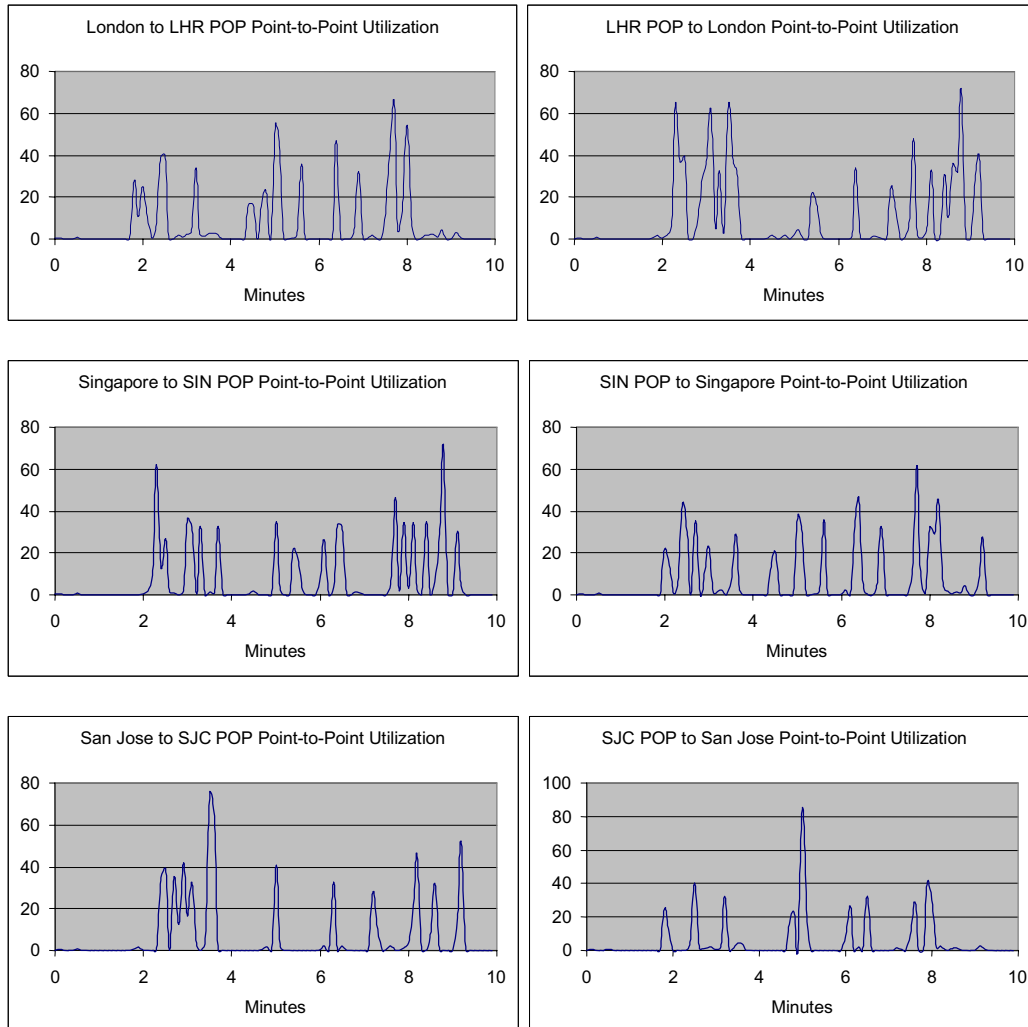 London to LHR POP Point-to-Point Utilization
80
60
40
20
0
0 2 4 6 8 10
Minutes
LHR POP to London Point-to-Point Utilization
80
60
40
20
0
0 2 4 6 8 10
Minutes
Singapore to SIN POP Point-to-Point Utilization
80
60
40
20
0
0 2 4 6 8 10
Minutes
SIN POP to Singapore Point-to-Point Utilization
80
60
40
20
0
0 2 4 6 8 10
Minutes
San Jose to SJC POP Point-to-Point Utilization
80
60
40
20
0
0 2 4 6 8 10
Minutes
SJC POP to San Jose Point-to-Point Utilization
100
80
60
40
20
0
0 2 4 6 8 10
Minutes